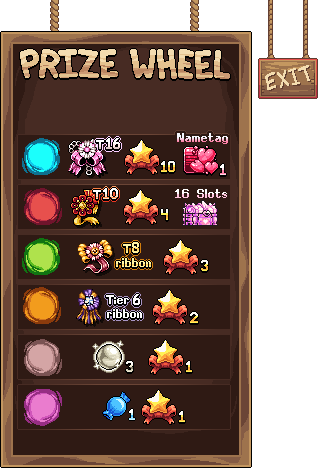 PRIZE WHEEL
EXIT
Nametag
T16
10
1
16 Slots
T10
4
T8
ribbon
3
Tier 6
ribbon
2
3
1
1
1